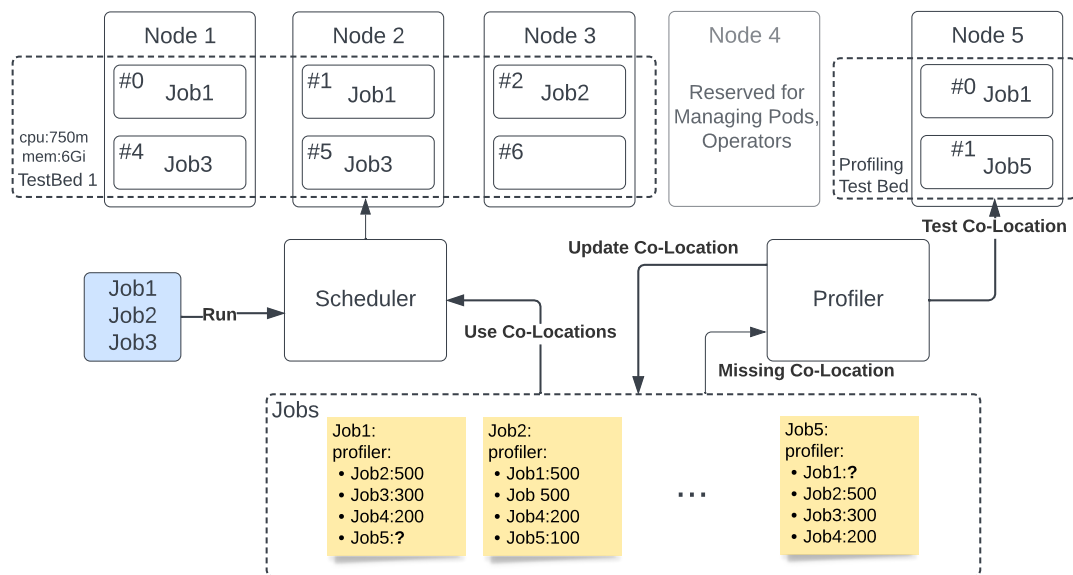 Node 1
Node 2
Node 3
Node 4
Node 5
#0 Job1
#1 Job1
#2 Job2
#4 Job3
#5 Job3
#6
cpu:750m
mem:6Gi
TestBed 1
Reserved for
Managing Pods,
Operators
#0 Job1
#1 Job5
Profiling
Test Bed
Test Co-Location
Update Co-Location
Job1
Job2
Job3
Run
Scheduler
Use Co-Locations
Profiler
Missing Co-Location
Jobs
Job1:
profiler:
• Job2:500
• Job3:300
• Job4:200
• Job5:?
Job2:
profiler:
• Job1:500
• Job 500
• Job4:200
• Job5:100
...
Job5:
profiler:
• Job1:?
• Job2:500
• Job3:300
• Job4:200